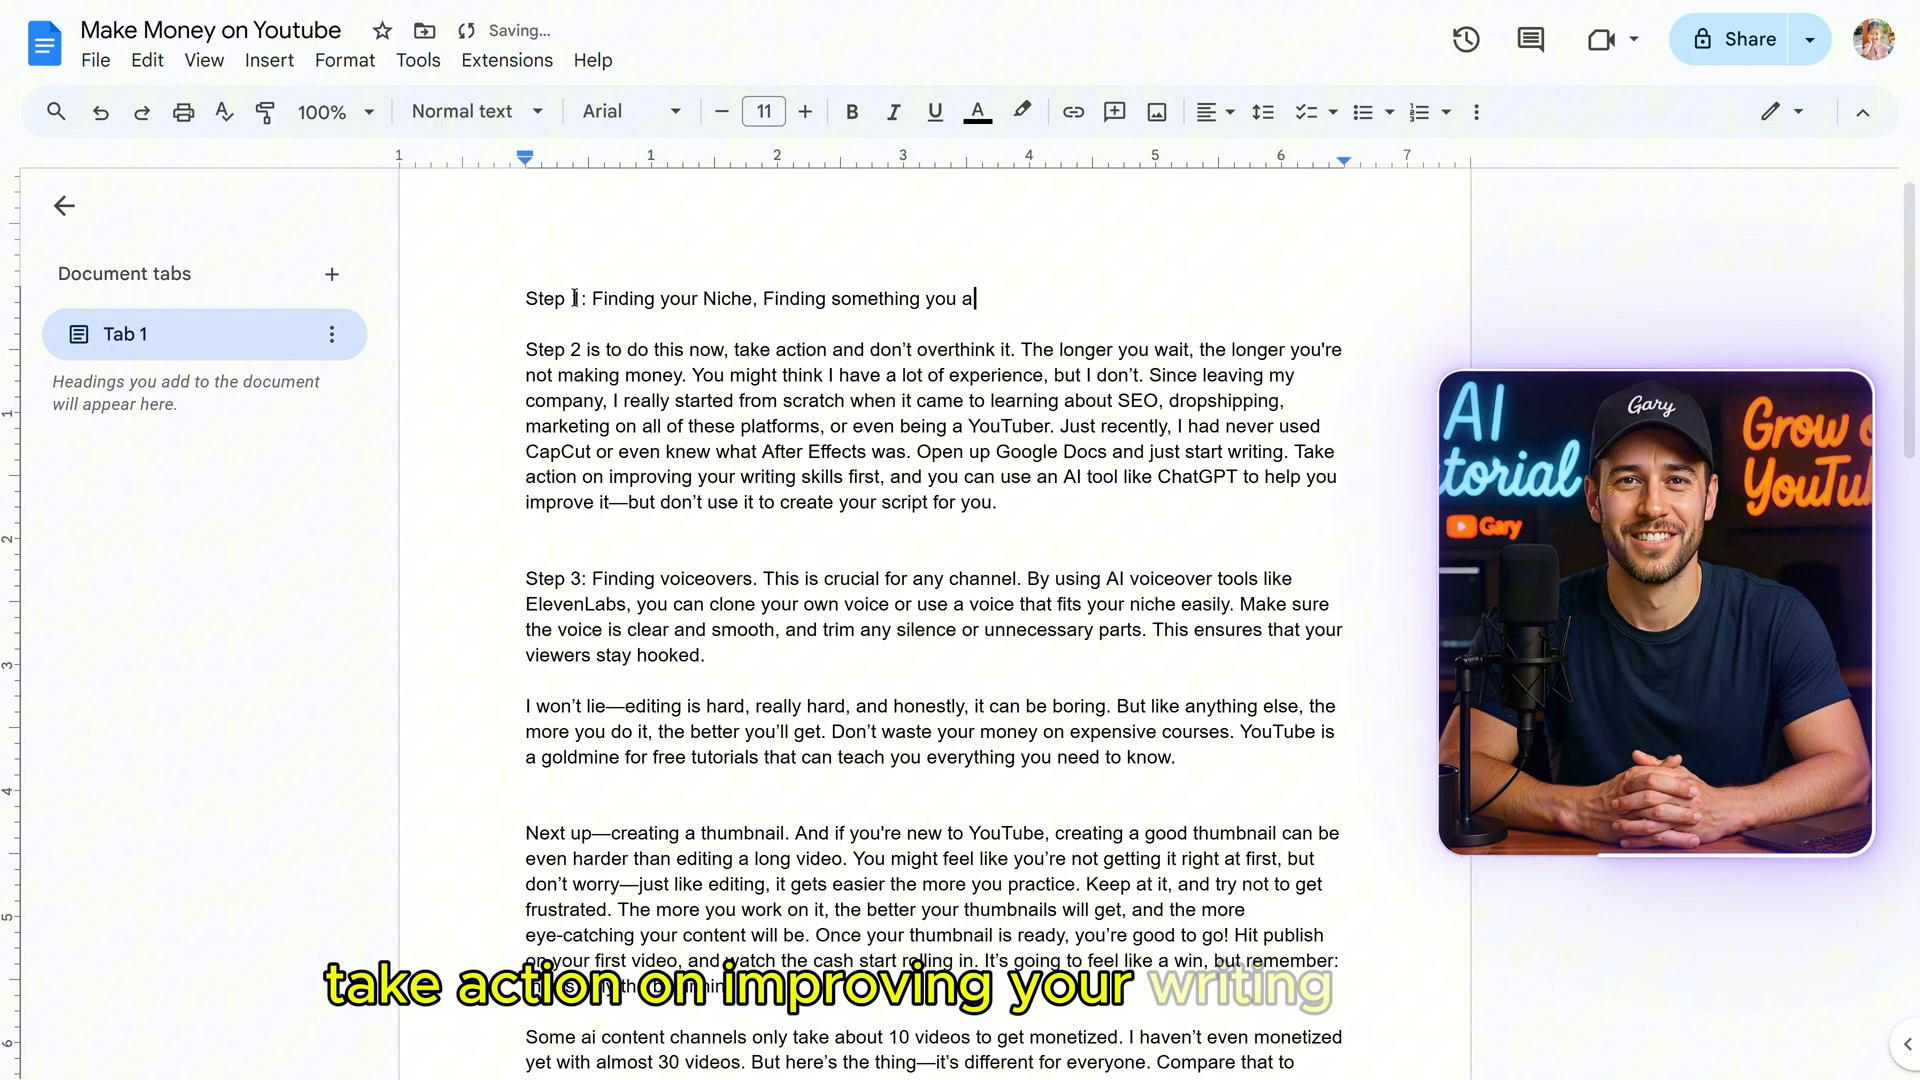 Make Money on Youtube
Saving...
File Edit View Insert Format Tools Extensions Help
Share
100% Normal text Arial 11
1 1 2 3 4 5 6 7
Document tabs
Tab 1
Headings you add to the document
will appear here.
Step 1: Finding your Niche, Finding something you a
Step 2 is to do this now, take action and don’t overthink it. The longer you wait, the longer you're
not making money. You might think I have a lot of experience, but I don’t. Since leaving my
company, I really started from scratch when it came to learning about SEO, dropshipping,
marketing on all of these platforms, or even being a YouTuber. Just recently, I had never used
CapCut or even knew what After Effects was. Open up Google Docs and just start writing. Take
action on improving your writing skills first, and you can use an AI tool like ChatGPT to help you
improve it—but don’t use it to create your script for you.
Step 3: Finding voiceovers. This is crucial for any channel. By using AI voiceover tools like
ElevenLabs, you can clone your own voice or use a voice that fits your niche easily. Make sure
the voice is clear and smooth, and trim any silence or unnecessary parts. This ensures that your
viewers stay hooked.
I won’t lie—editing is hard, really hard, and honestly, it can be boring. But like anything else, the
more you do it, the better you’ll get. Don’t waste your money on expensive courses. YouTube is
a goldmine for free tutorials that can teach you everything you need to know.
Next up—creating a thumbnail. And if you're new to YouTube, creating a good thumbnail can be
even harder than editing a long video. You might feel like you’re not getting it right at first, but
don’t worry—just like editing, it gets easier the more you practice. Keep at it, and try not to get
frustrated. The more you work on it, the better your thumbnails will get, and the more
eye-catching your content will be. Once your thumbnail is ready, you’re good to go! Hit publish
on your first video, and watch the cash start rolling in. It’s going to feel like a win, but remember:
take action on improving your writing
Some ai content channels only take about 10 videos to get monetized. I haven’t even monetized
yet with almost 30 videos. But here’s the thing—it’s different for everyone. Compare that to
1
2
3
4
5
6
AI
torial
Gary
Gary
Grow
YouTu